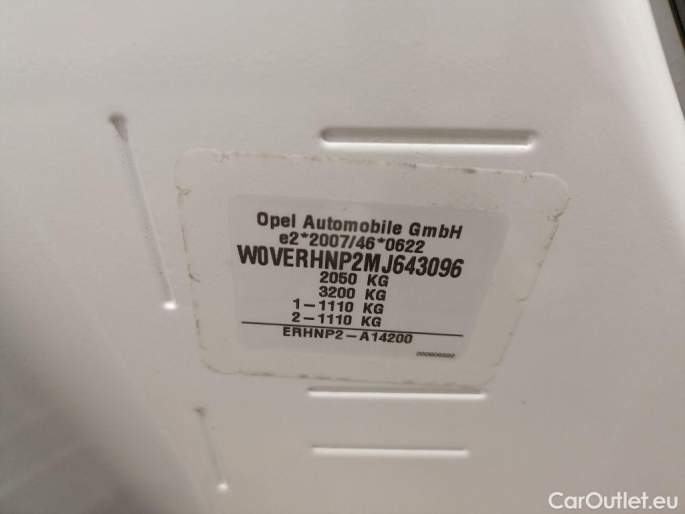 Opel Automobile GmbH
e2*2007/46*0622
W0VERHNP2MJ643096
2050 KG
3200 KG
1-1110 KG
2-1110 KG
ERHNP2-A14200
CarOutlet.eu